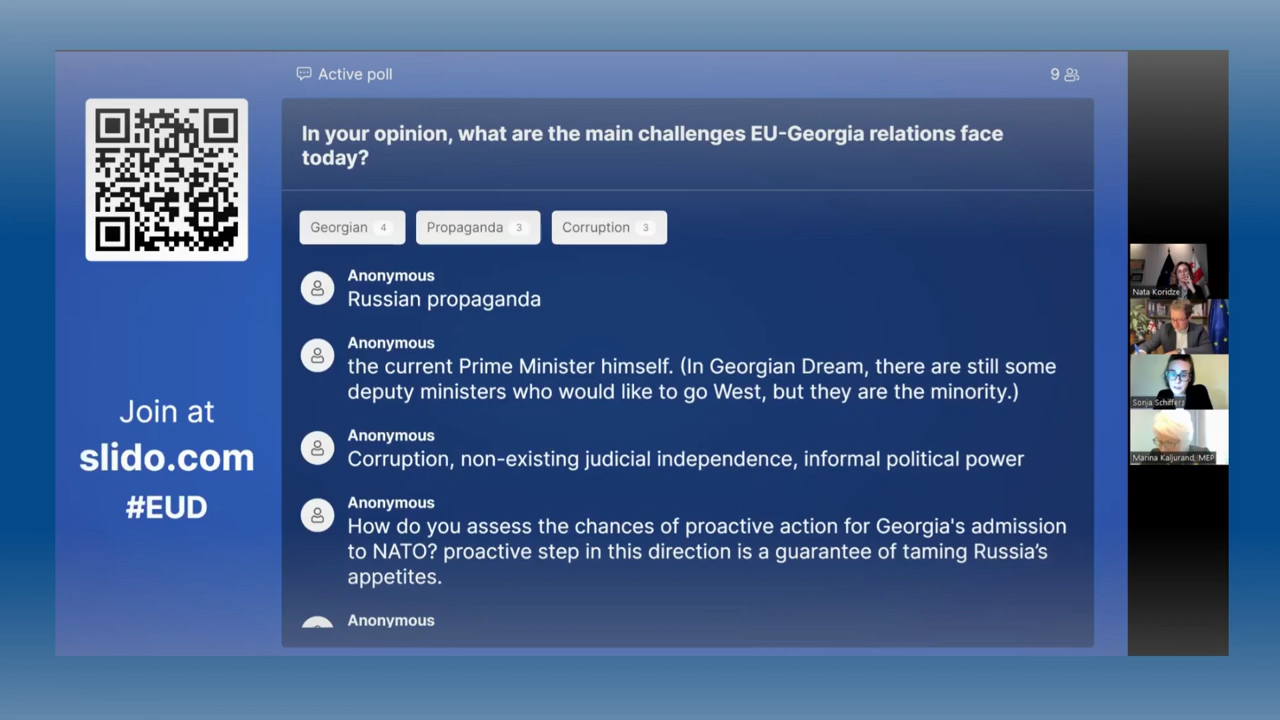 Active poll
9
In your opinion, what are the main challenges EU-Georgia relations face
today?
Georgian 4
Propaganda 3
Corruption 3
Anonymous
Russian propaganda
Anonymous
the current Prime Minister himself. (In Georgian Dream, there are still some
deputy ministers who would like to go West, but they are the minority.)
Anonymous
Corruption, non-existing judicial independence, informal political power
Anonymous
How do you assess the chances of proactive action for Georgia's admission
to NATO? proactive step in this direction is a guarantee of taming Russia’s
appetites.
Anonymous
Join at
slido.com
#EUD
Nata Koridze
Sonja Schiffers
Marina Kaljurand, MEP